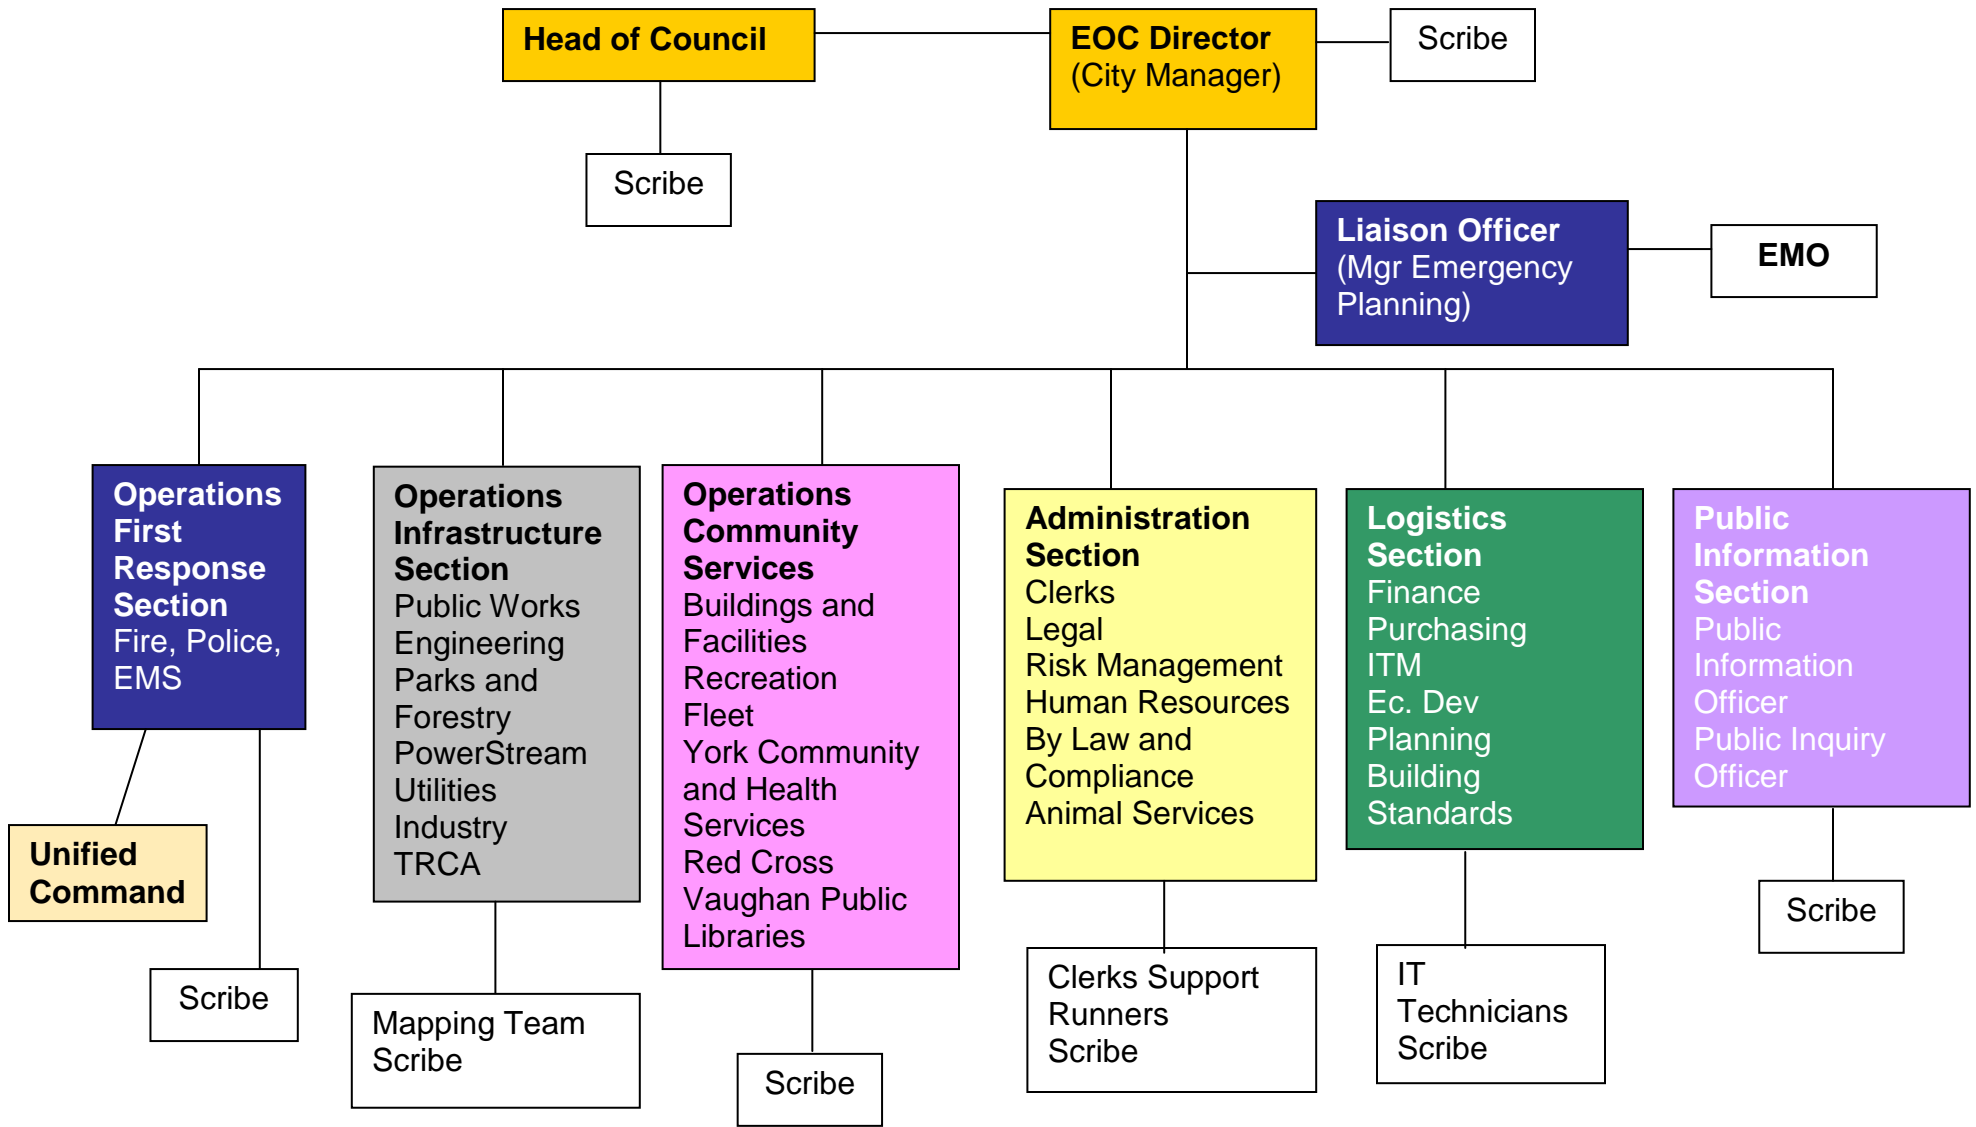 Head of Council
EOC Director
(City Manager)
Scribe
Scribe
Liaison Officer
(Mgr Emergency
Planning)
EMO
Operations
First
Response
Section
Fire, Police,
EMS
Unified
Command
Scribe
Operations
Infrastructure
Section
Public Works
Engineering
Parks and
Forestry
PowerStream
Utilities
Industry
TRCA
Mapping Team
Scribe
Operations
Community
Services
Buildings and
Facilities
Recreation
Fleet
York Community
and Health
Services
Red Cross
Vaughan Public
Libraries
Scribe
Administration
Section
Clerks
Legal
Risk Management
Human Resources
By Law and
Compliance
Animal Services
Clerks Support
Runners
Scribe
Logistics
Section
Finance
Purchasing
ITM
Ec. Dev
Planning
Building
Standards
IT
Technicians
Scribe
Public
Information
Section
Public
Information
Officer
Public Inquiry
Officer
Scribe